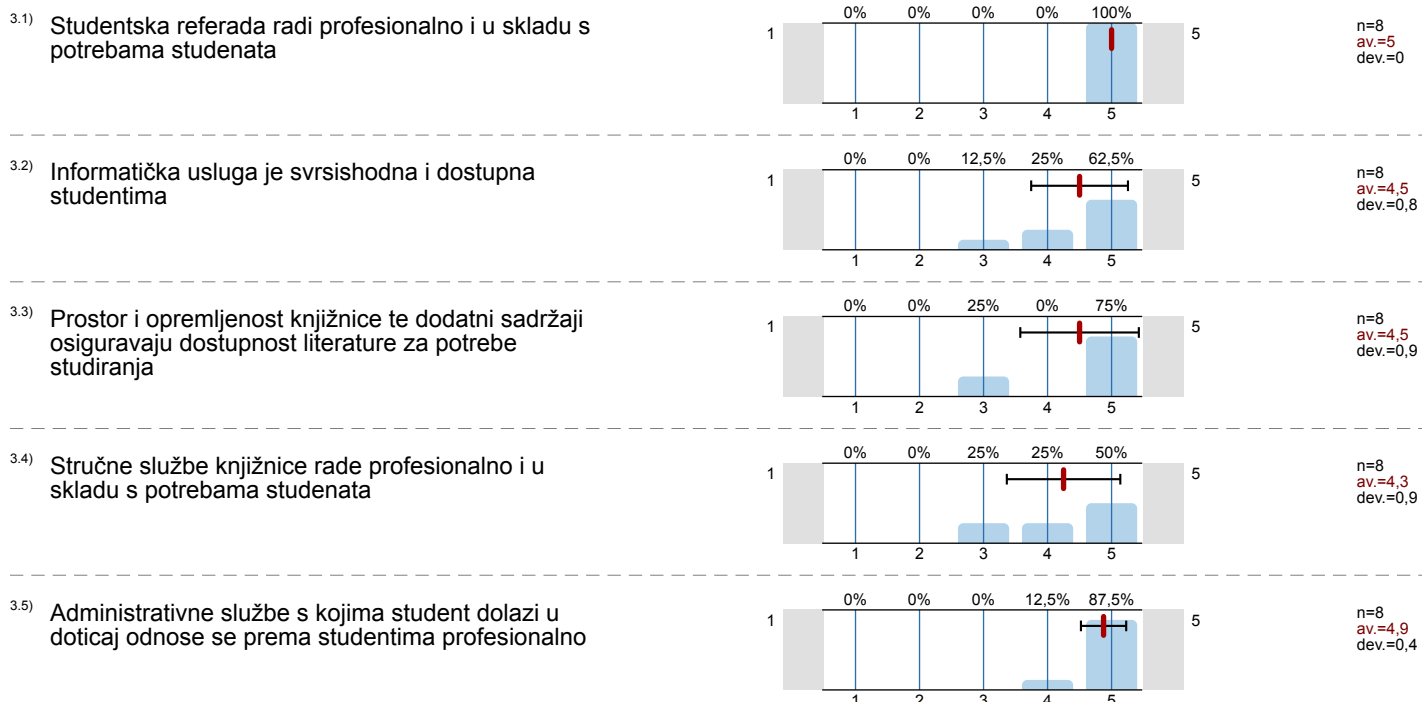 3.1) Studentska referada radi profesionalno i u skladu s
potrebama studenata
0% 0% 0% 0% 100%
1 5
1 2 3 4 5
n=8
av.=5
dev.=0
3.2) Informatička usluga je svrsishodna i dostupna
studentima
0% 0% 12,5% 25% 62,5%
1 5
1 2 3 4 5
n=8
av.=4,5
dev.=0,8
3.3) Prostor i opremljenost knjižnice te dodatni sadržaji
osiguravaju dostupnost literature za potrebe
studiranja
0% 0% 25% 0% 75%
1 5
1 2 3 4 5
n=8
av.=4,5
dev.=0,9
3.4) Stručne službe knjižnice rade profesionalno i u
skladu s potrebama studenata
0% 0% 25% 25% 50%
1 5
1 2 3 4 5
n=8
av.=4,3
dev.=0,9
3.5) Administrativne službe s kojima student dolazi u
doticaj odnose se prema studentima profesionalno
0% 0% 0% 12,5% 87,5%
1 5
1 2 3 4 5
n=8
av.=4,9
dev.=0,4